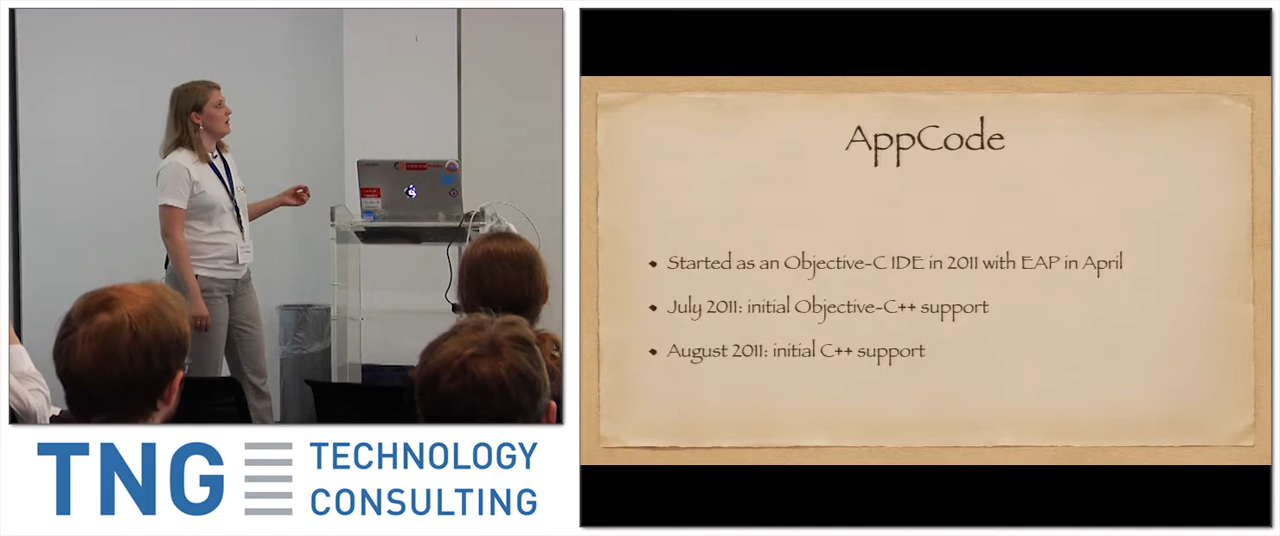 AppCode
• Started as an Objective-C IDE in 2011 with EAP in April
• July 2011: initial Objective-C++ support
• August 2011: initial C++ support
TNG TECHNOLOGY
CONSULTING